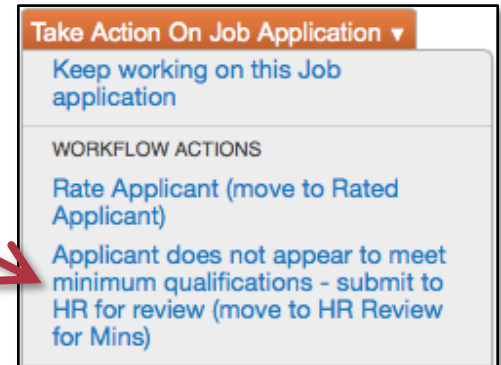 Take Action On Job Application ▼
Keep working on this Job
application
WORKFLOW ACTIONS
Rate Applicant (move to Rated
Applicant)
Applicant does not appear to meet
minimum qualifications - submit to
HR for review (move to HR Review
for Mins)